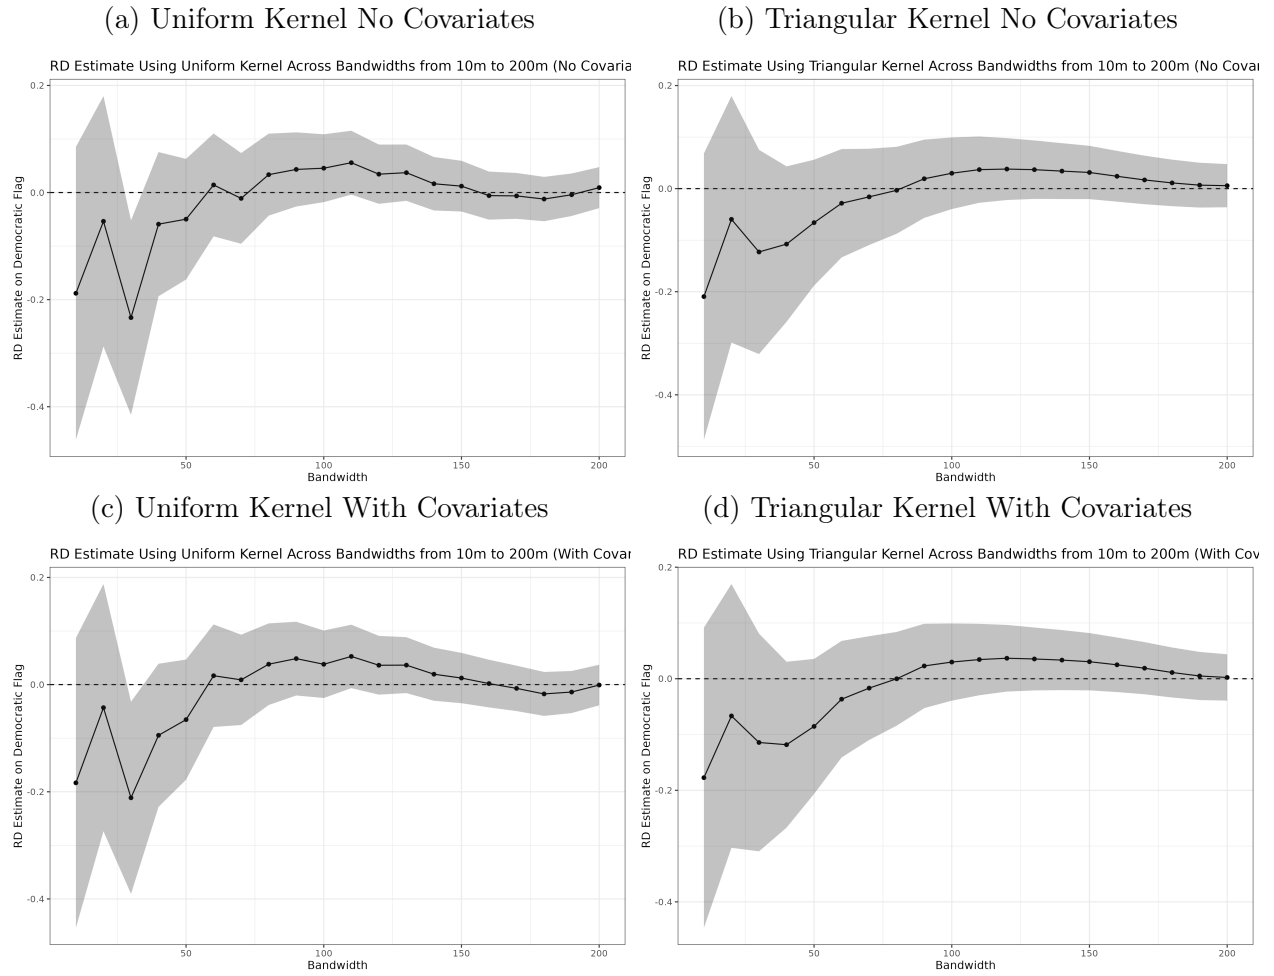 (a) Uniform Kernel No Covariates
RD Estimate Using Uniform Kernel Across Bandwidths from 10m to 200m (No Covaria
RD Estimate on Democratic Flag
0.2
0.0
-0.2
-0.4
50
100
150
200
Bandwidth
(b) Triangular Kernel No Covariates
RD Estimate Using Triangular Kernel Across Bandwidths from 10m to 200m (No Covar
RD Estimate on Democratic Flag
0.2
0.0
-0.2
-0.4
50
100
150
200
Bandwidth
(c) Uniform Kernel With Covariates
RD Estimate Using Uniform Kernel Across Bandwidths from 10m to 200m (With Covar
RD Estimate on Democratic Flag
0.2
0.0
-0.2
-0.4
50
100
150
200
Bandwidth
(d) Triangular Kernel With Covariates
RD Estimate Using Triangular Kernel Across Bandwidths from 10m to 200m (With Cov
RD Estimate on Democratic Flag
0.2
0.0
-0.2
-0.4
50
100
150
200
Bandwidth